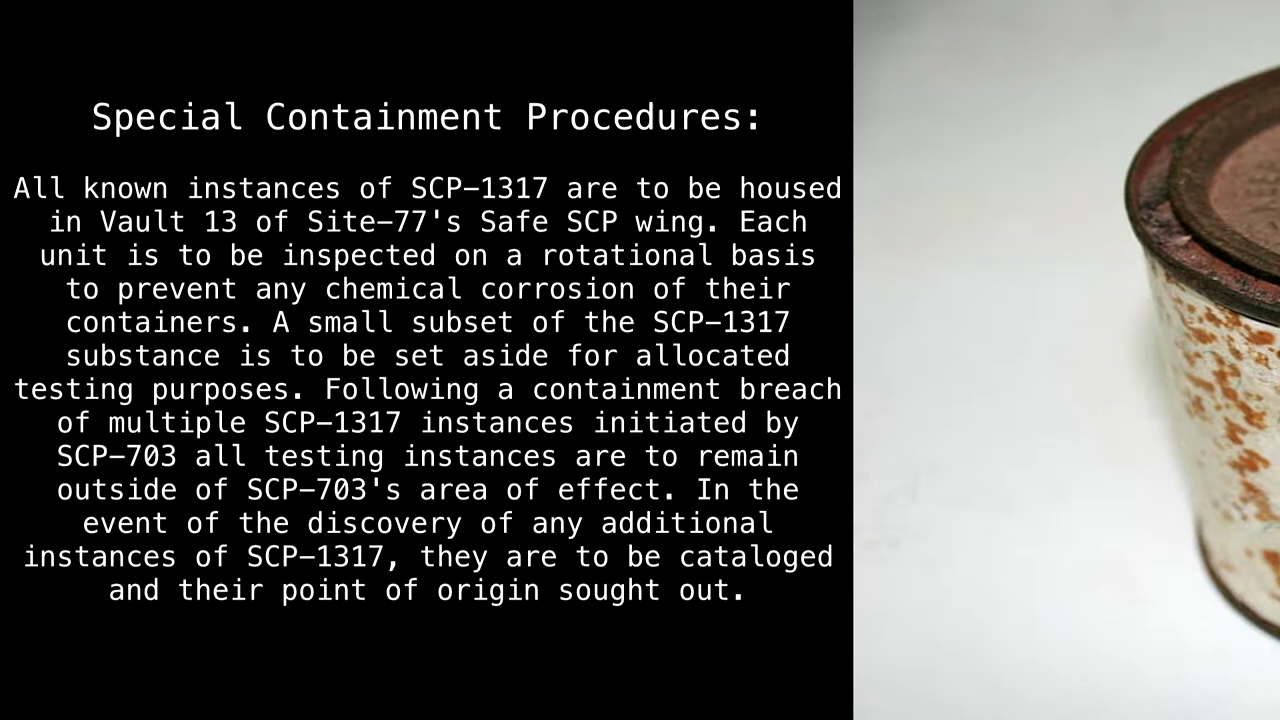 Special Containment Procedures:
All known instances of SCP-1317 are to be housed
in Vault 13 of Site-77's Safe SCP wing. Each
unit is to be inspected on a rotational basis
to prevent any chemical corrosion of their
containers. A small subset of the SCP-1317
substance is to be set aside for allocated
testing purposes. Following a containment breach
of multiple SCP-1317 instances initiated by
SCP-703 all testing instances are to remain
outside of SCP-703's area of effect. In the
event of the discovery of any additional
instances of SCP-1317, they are to be cataloged
and their point of origin sought out.